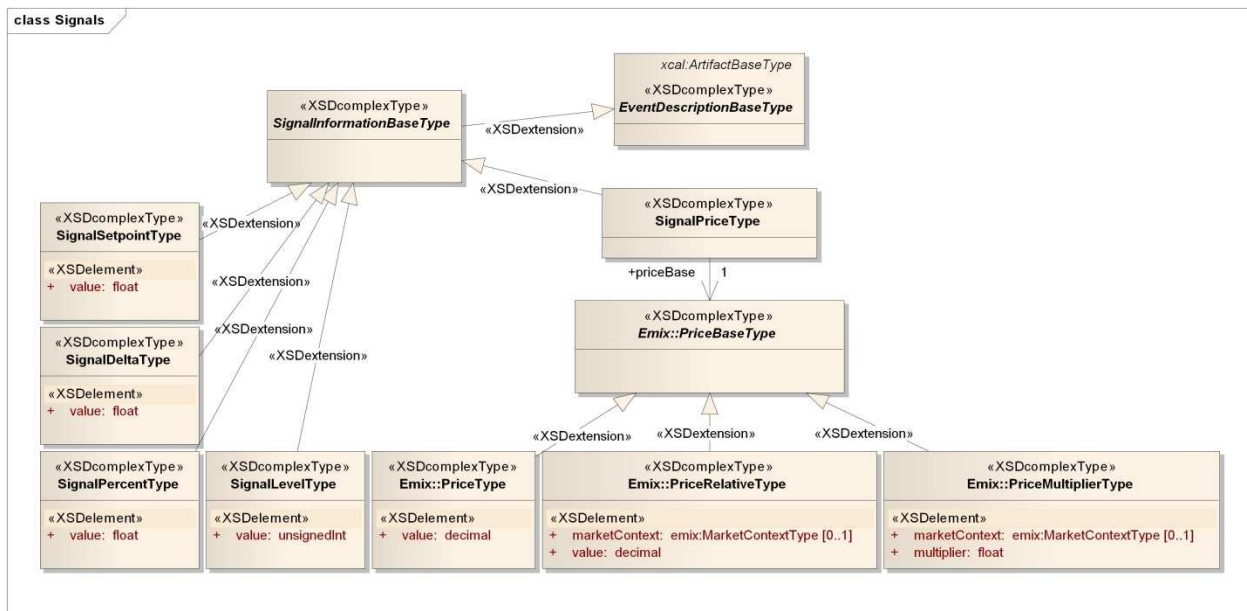 class Signals
xcal:ArtifactBaseType
«XSDcomplexType»
EventDescriptionBaseType
«XSDcomplexType»
SignalInformationBaseType
«XSDextension»
«XSDextension»
«XSDcomplexType»
SignalPriceType
«XSDcomplexType»
SignalSetpointType
«XSDelement»
+ value: float
«XSDextension»
«XSDextension»
«XSDextension»
«XSDextension»
+priceBase 1
«XSDcomplexType»
Emix::PriceBaseType
«XSDcomplexType»
SignalDeltaType
«XSDelement»
+ value: float
«XSDextension»
«XSDextension»
«XSDextension»
«XSDcomplexType»
SignalPercentType
«XSDelement»
+ value: float
«XSDcomplexType»
SignalLevelType
«XSDelement»
+ value: unsignedInt
«XSDcomplexType»
Emix::PriceType
«XSDelement»
+ value: decimal
«XSDcomplexType»
Emix::PriceRelativeType
«XSDelement»
+ marketContext: emix:MarketContextType [0..1]
+ value: decimal
«XSDcomplexType»
Emix::PriceMultiplierType
«XSDelement»
+ marketContext: emix:MarketContextType [0..1]
+ multiplier: float